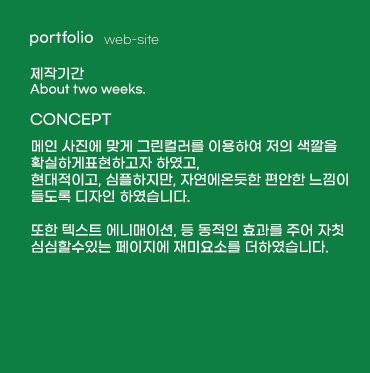 portfolio web-site
제작기간
About two weeks.
CONCEPT
메인 사진에 맞게 그린컬러를 이용하여 저의 색깔을
확실하게표현하고자 하였고,
현대적이고, 심플하지만, 자연에온듯한 편안한 느낌이
들도록 디자인 하였습니다.
또한 텍스트 에니매이션, 등 동적인 효과를 주어 자칫
심심할수있는 페이지에 재미요소를 더하였습니다.